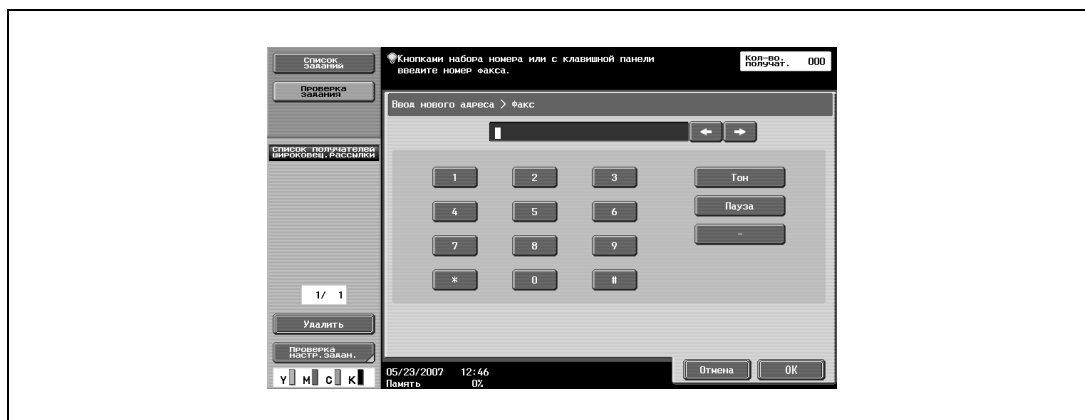 Список
заданий
Кнопками набора номера или с клавишной панели
введите номер факса.
Кол-во.
получат.
000
Проверка
задания
Ввод нового адреса > Факс
Список получателей
широковещ.рассылки
1 2 3 Тон
4 5 6 Пауза
7 8 9 -
* 0 #
1/ 1
Удалить
Проверка
настр.задан.
Y M C K
05/23/2007 12:46
Память 0%
Отмена OK